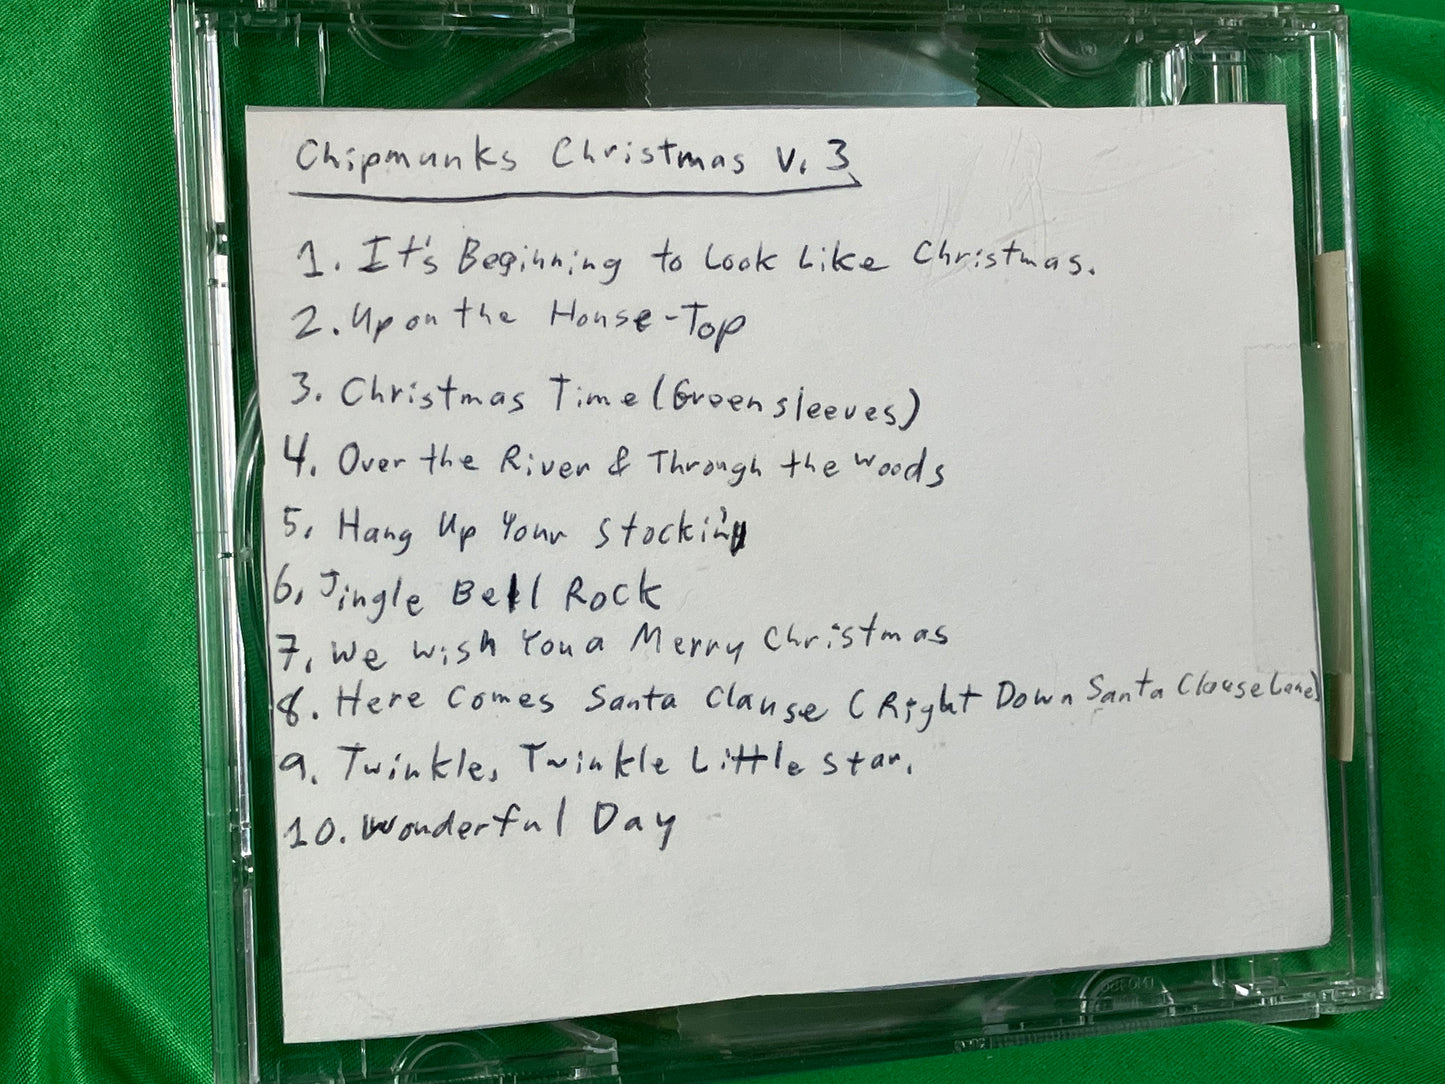 Chipmunks Christmas V. 3
1. It's Beginning to Look Like Christmas.
2. Up on the House-Top
3. Christmas Time (Greensleeves)
4. Over the River & Through the Woods
5. Hang Up Your Stockin'
6. Jingle Bell Rock
7. We Wish You a Merry Christmas
8. Here Comes Santa Clause (Right Down Santa Clause Lane)
9. Twinkle, Twinkle Little Star.
10. Wonderful Day